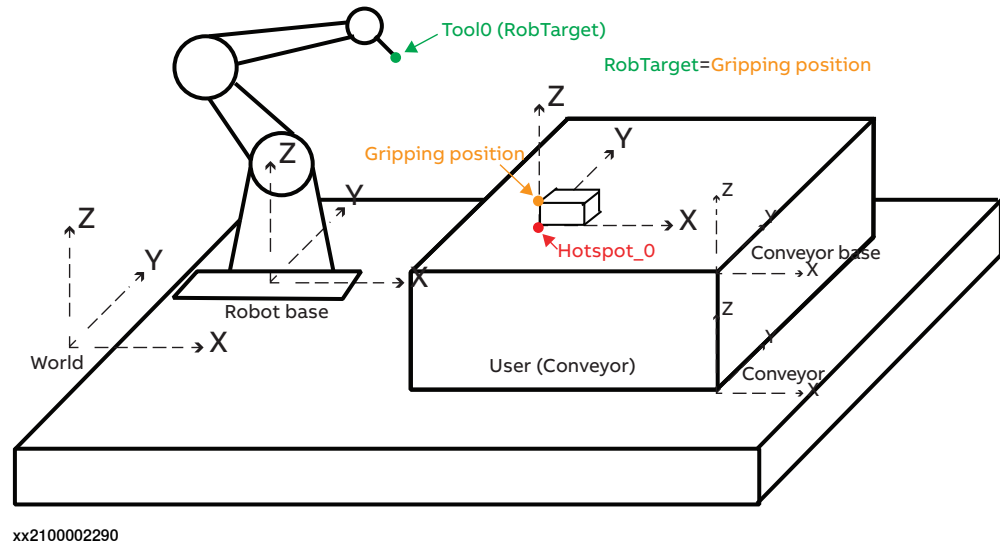 Tool0 (RobTarget)
RobTarget=Gripping position
Z
Y
Gripping position
Z
Z
Y
X
Y
Z
Hotspot_0
Conveyor base
X
Y
X
Robot base
Z
X
World
User (Conveyor)
Y
Conveyor
X
xx2100002290